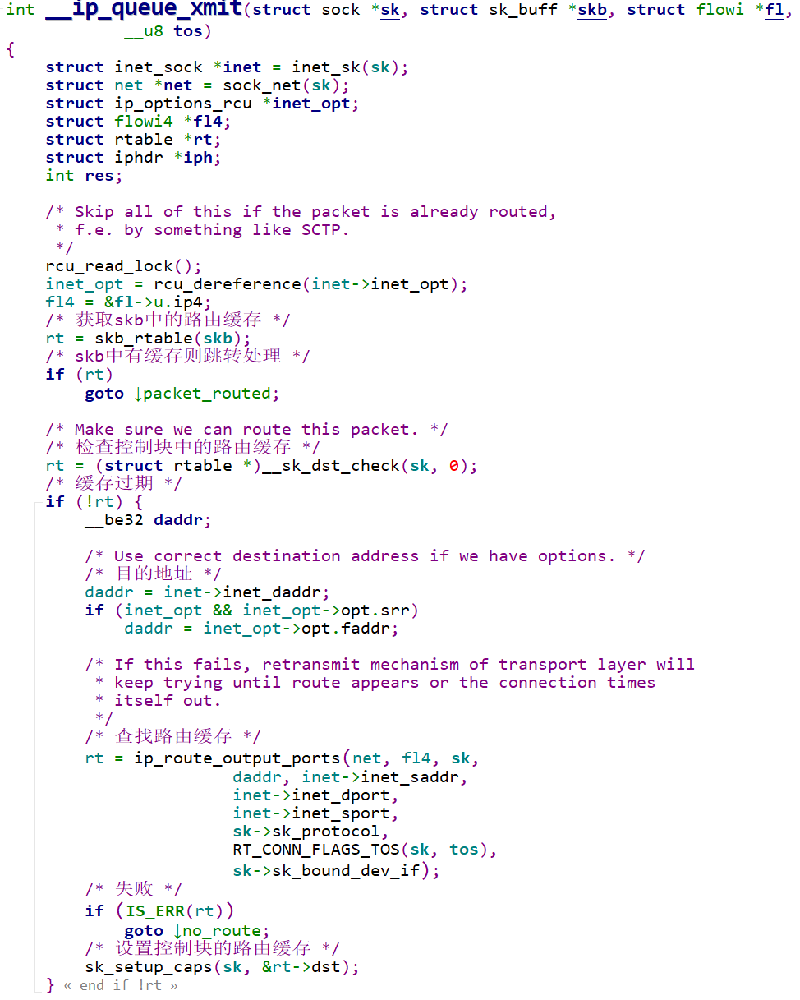 int __ip_queue_xmit(struct sock *sk, struct sk_buff *skb, struct flowi *fl,
            __u8 tos)
{
    struct inet_sock *inet = inet_sk(sk);
    struct net *net = sock_net(sk);
    struct ip_options_rcu *inet_opt;
    struct flowi4 *fl4;
    struct rtable *rt;
    struct iphdr *iph;
    int res;

    /* Skip all of this if the packet is already routed,
     * f.e. by something like SCTP.
     */
    rcu_read_lock();
    inet_opt = rcu_dereference(inet->inet_opt);
    fl4 = &fl->u.ip4;
    /* 获取skb中的路由缓存 */
    rt = skb_rtable(skb);
    /* skb中有缓存则跳转处理 */
    if (rt)
        goto ↓packet_routed;

    /* Make sure we can route this packet. */
    /* 检查控制块中的路由缓存 */
    rt = (struct rtable *)__sk_dst_check(sk, 0);
    /* 缓存过期 */
    if (!rt) {
        __be32 daddr;

        /* Use correct destination address if we have options. */
        /* 目的地址 */
        daddr = inet->inet_daddr;
        if (inet_opt && inet_opt->opt.srr)
            daddr = inet_opt->opt.faddr;

        /* If this fails, retransmit mechanism of transport layer will
         * keep trying until route appears or the connection times
         * itself out.
         */
        /* 查找路由缓存 */
        rt = ip_route_output_ports(net, fl4, sk,
                       daddr, inet->inet_saddr,
                       inet->inet_dport,
                       inet->inet_sport,
                       sk->sk_protocol,
                       RT_CONN_FLAGS_TOS(sk, tos),
                       sk->sk_bound_dev_if);
        /* 失败 */
        if (IS_ERR(rt))
            goto ↓no_route;
        /* 设置控制块的路由缓存 */
        sk_setup_caps(sk, &rt->dst);
    } « end if !rt »